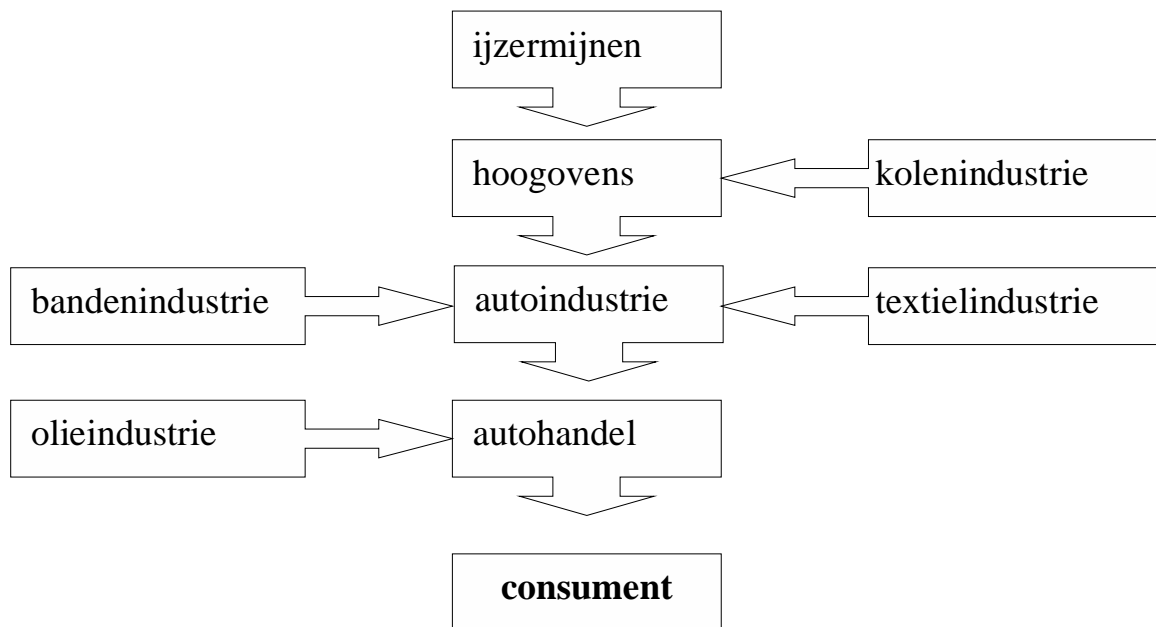 ijzermijnen
hoogovens
kolenindustrie
bandenindustrie
autoindustrie
textielindustrie
olieindustrie
autohandel
consument